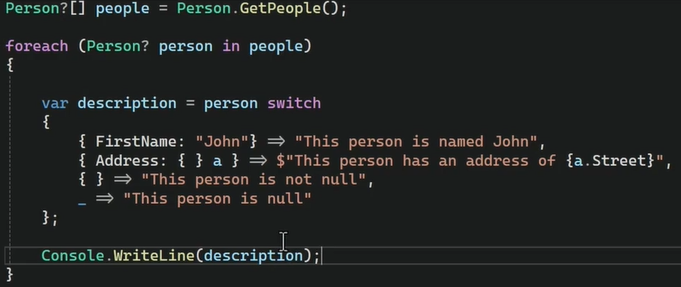 Person?[] people = Person.GetPeople();
foreach (Person? person in people)
{
var description = person switch
{
{ FirstName: "John"} => "This person is named John",
{ Address: { } a } => $"This person has an address of {a.Street}",
{ } => "This person is not null",
_ => "This person is null"
};
Console.WriteLine(description);
}